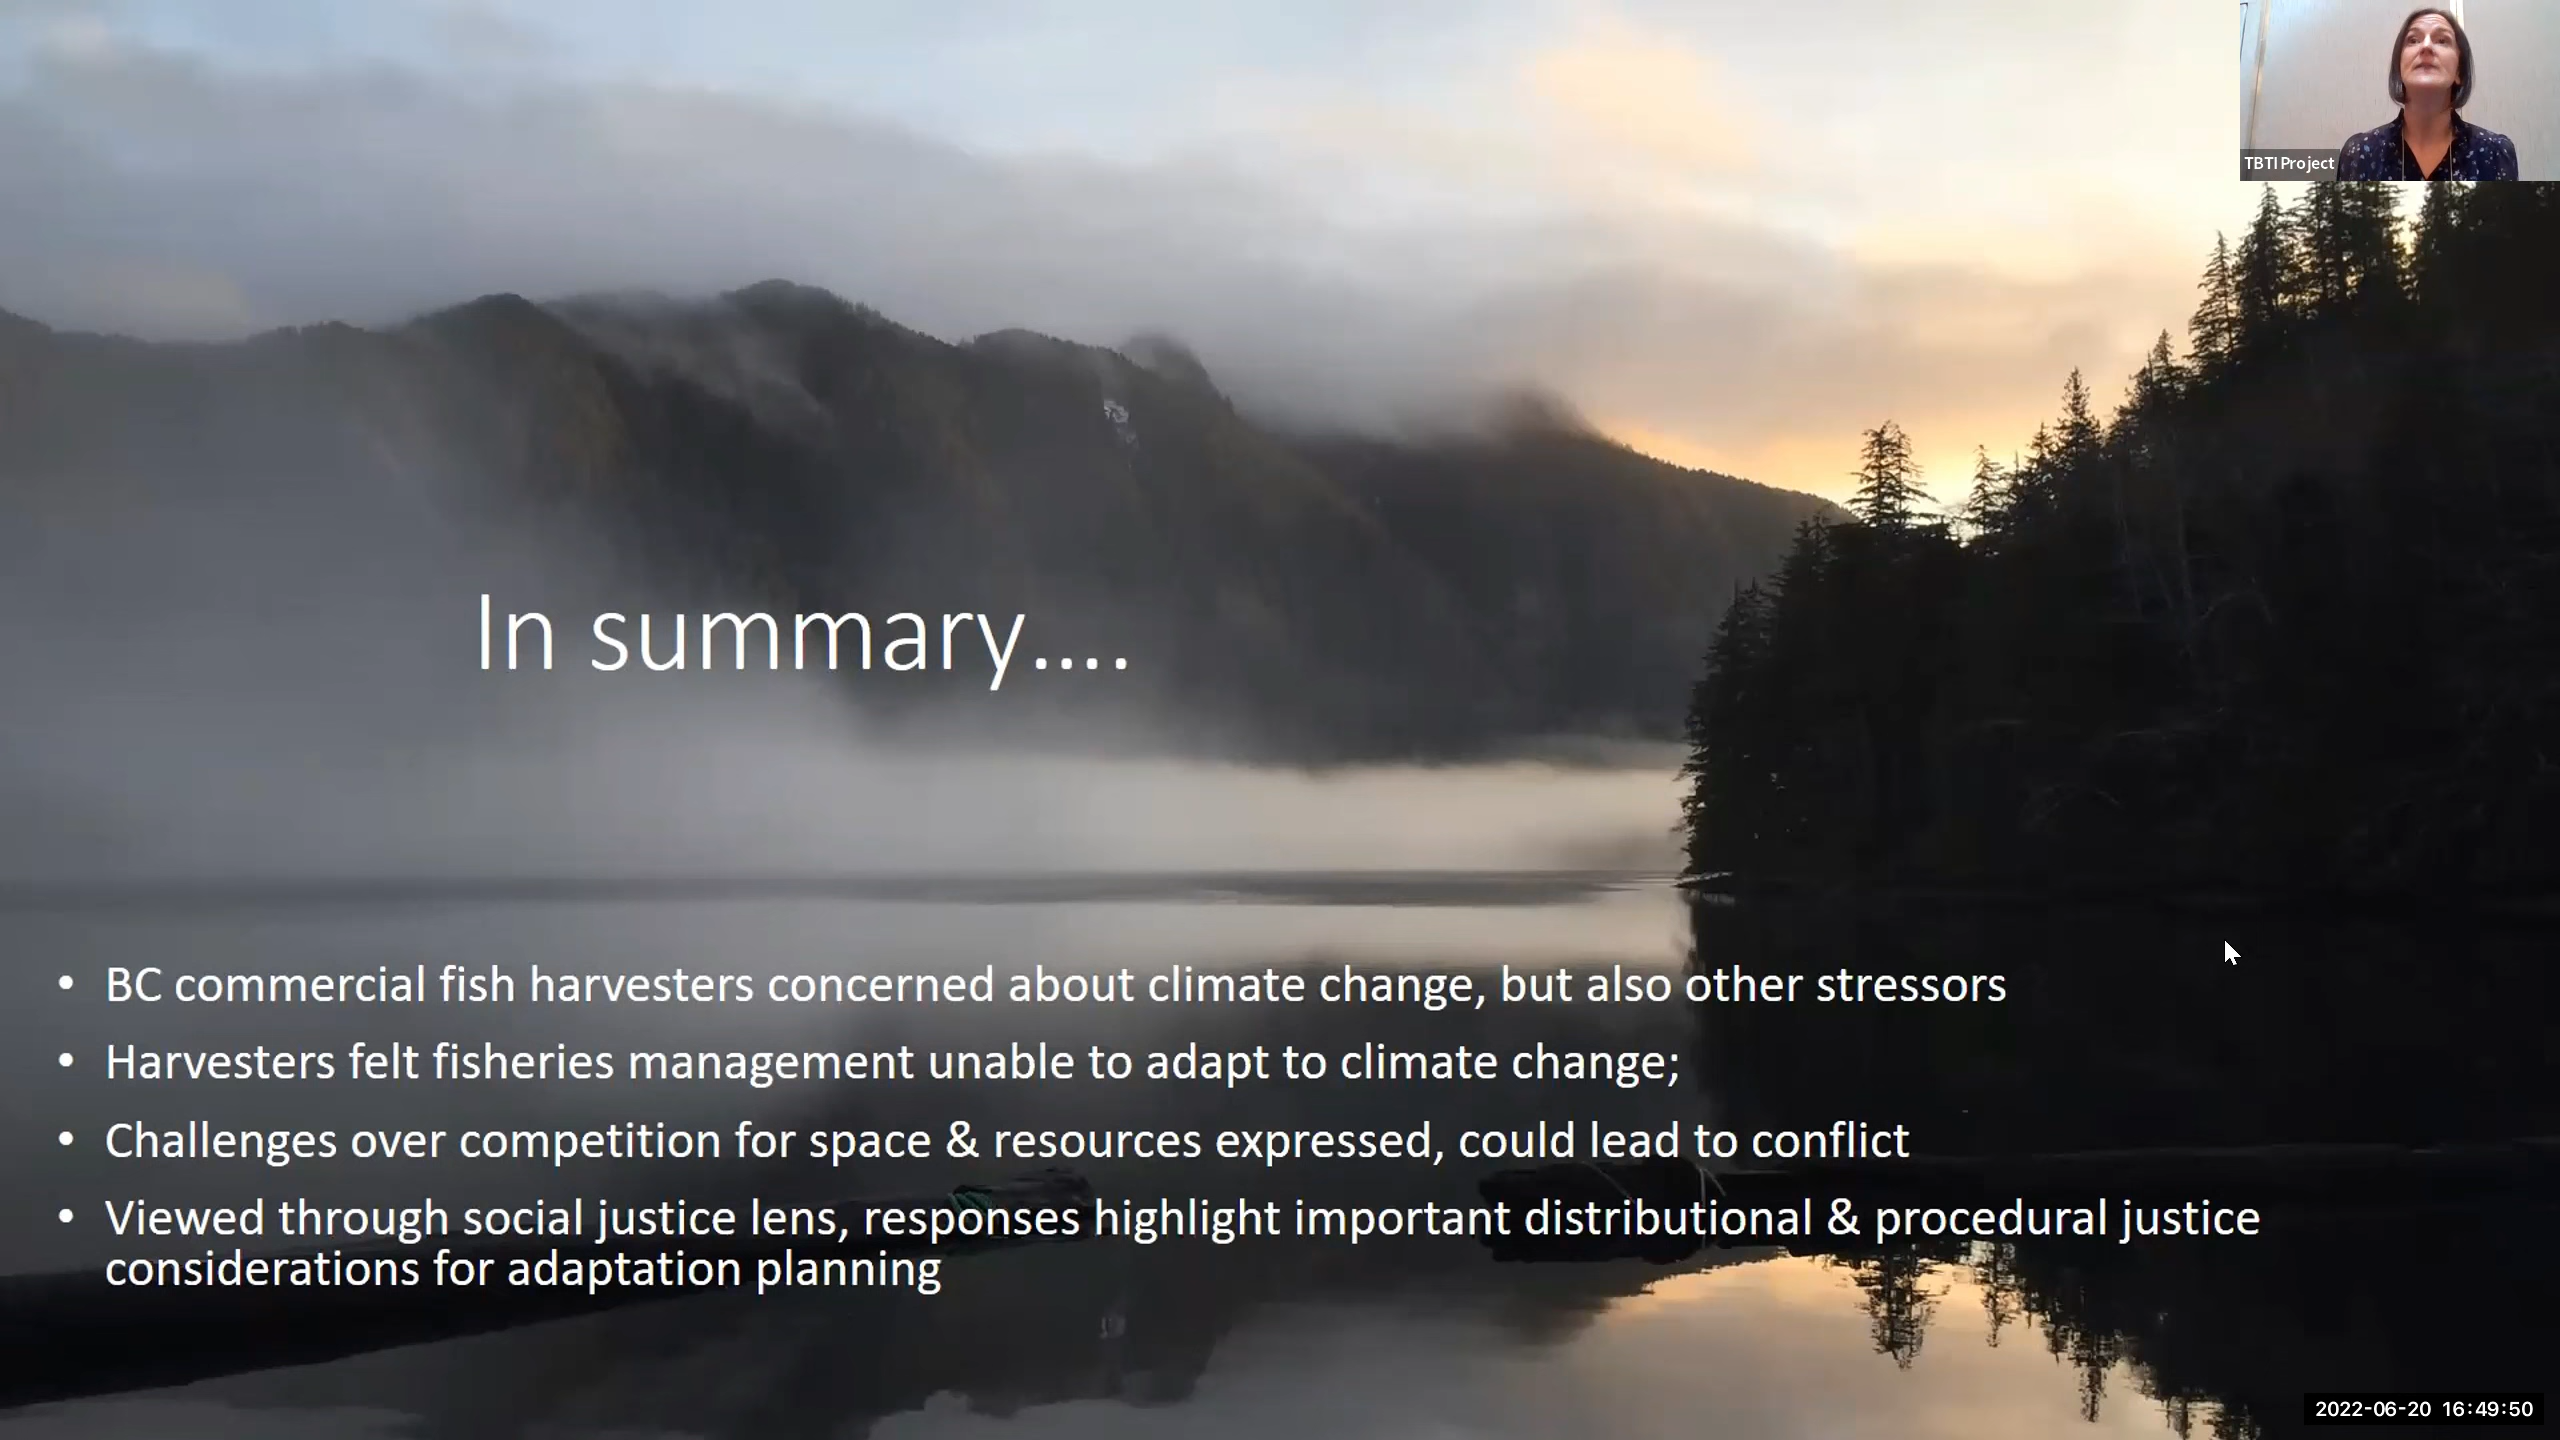 TBTI Project
In summary....
• BC commercial fish harvesters concerned about climate change, but also other stressors
• Harvesters felt fisheries management unable to adapt to climate change;
• Challenges over competition for space & resources expressed, could lead to conflict
• Viewed through social justice lens, responses highlight important distributional & procedural justice
considerations for adaptation planning
2022-06-20 16:49:50